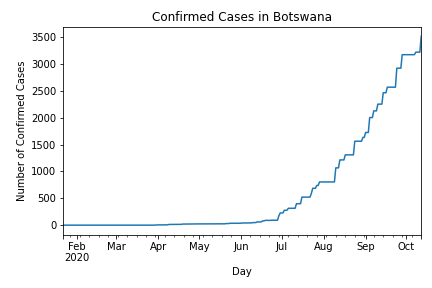 Confirmed Cases in Botswana
Number of Confirmed Cases
3500
3000
2500
2000
1500
1000
500
0
Feb Mar Apr May Jun Jul Aug Sep Oct
2020
Day